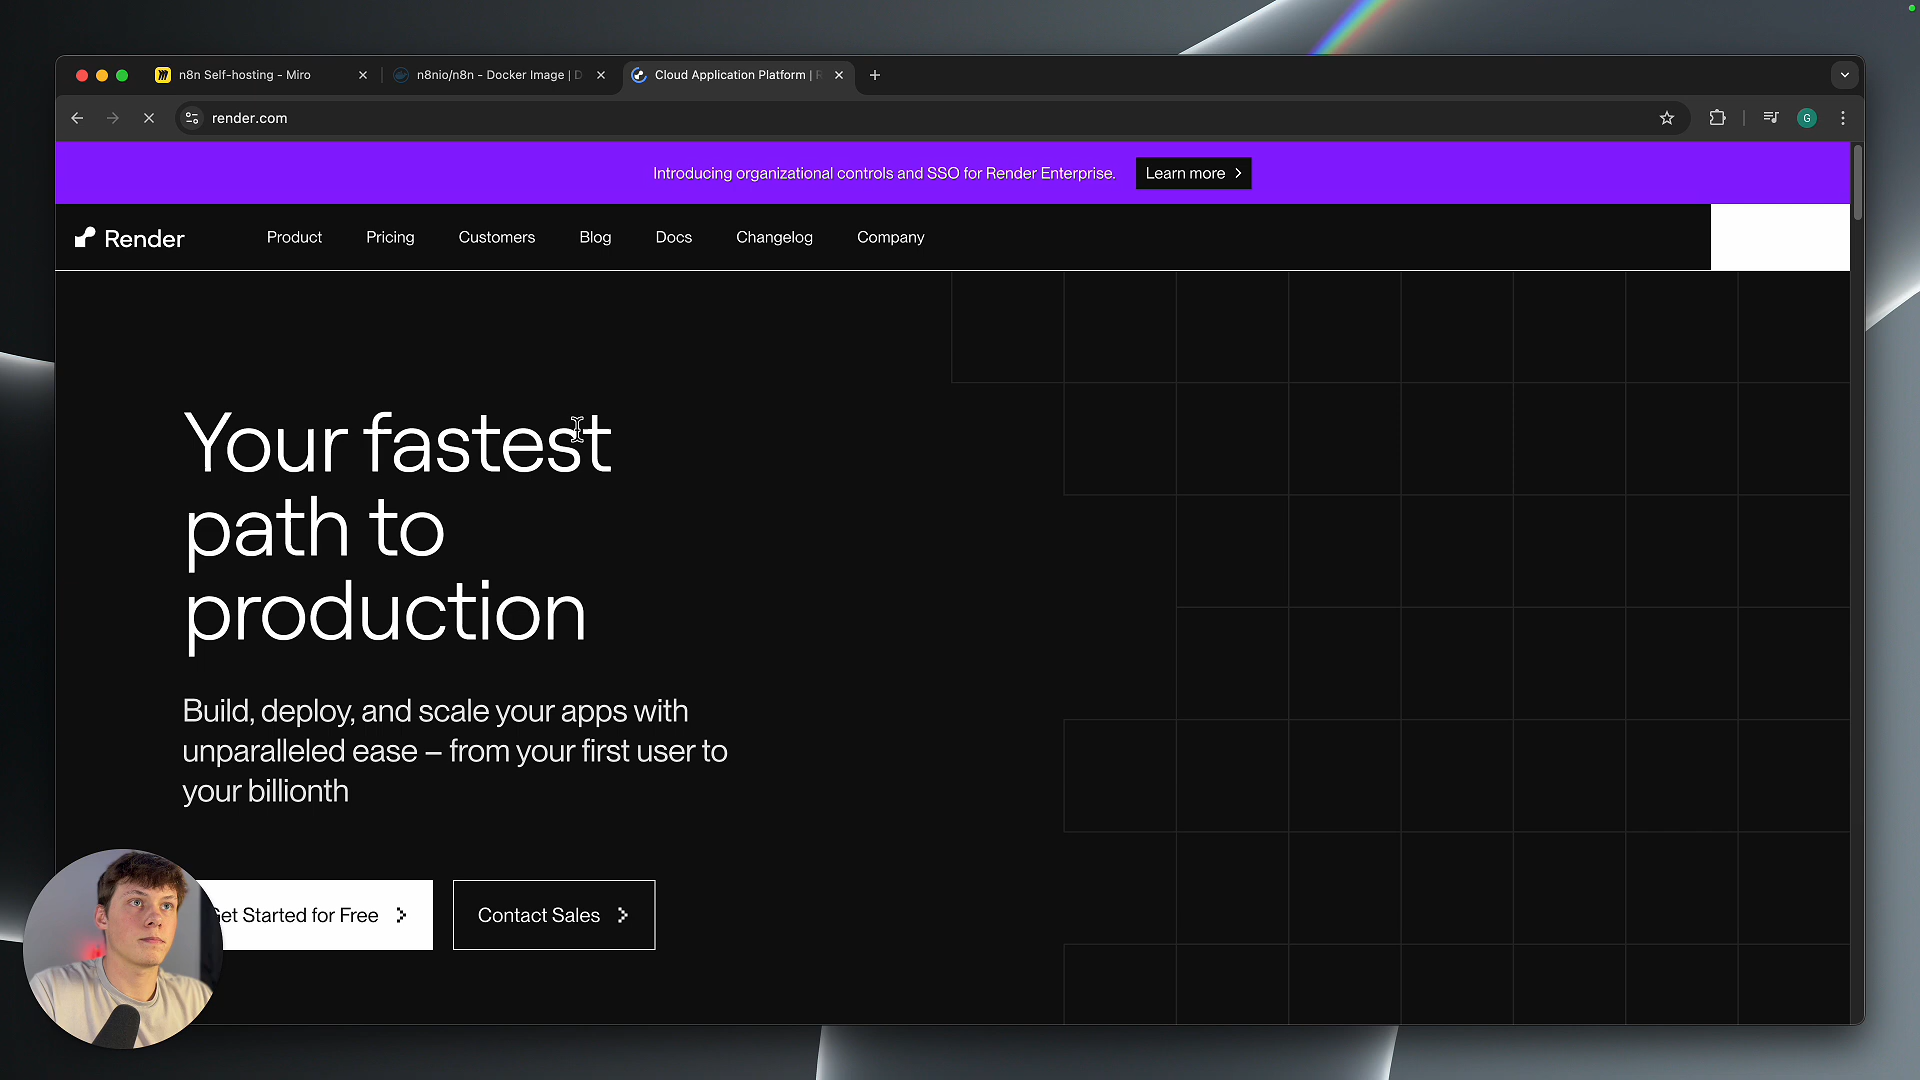 n8n Self-hosting - Miro
n8nio/n8n - Docker Image | D
Cloud Application Platform |
render.com
G
Introducing organizational controls and SSO for Render Enterprise.
Learn more
Render
Product
Pricing
Customers
Blog
Docs
Changelog
Company
Your fastest
path to
production
Build, deploy, and scale your apps with
unparalleled ease – from your first user to
your billionth
Get Started for Free
Contact Sales